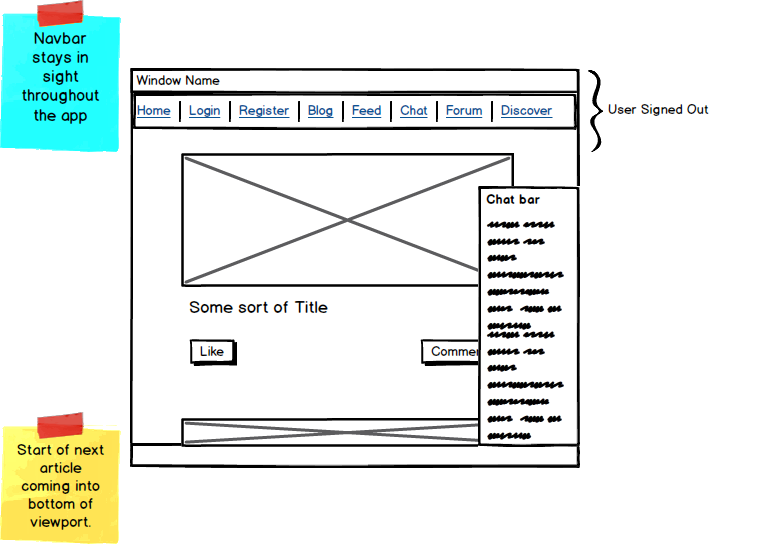 Navbar
stays in
sight
throughout
the app
Window Name
Home Login Register Blog Feed Chat Forum Discover
User Signed Out
Chat bar
Some sort of Title
Like
Start of next
article
coming into
bottom of
viewport.